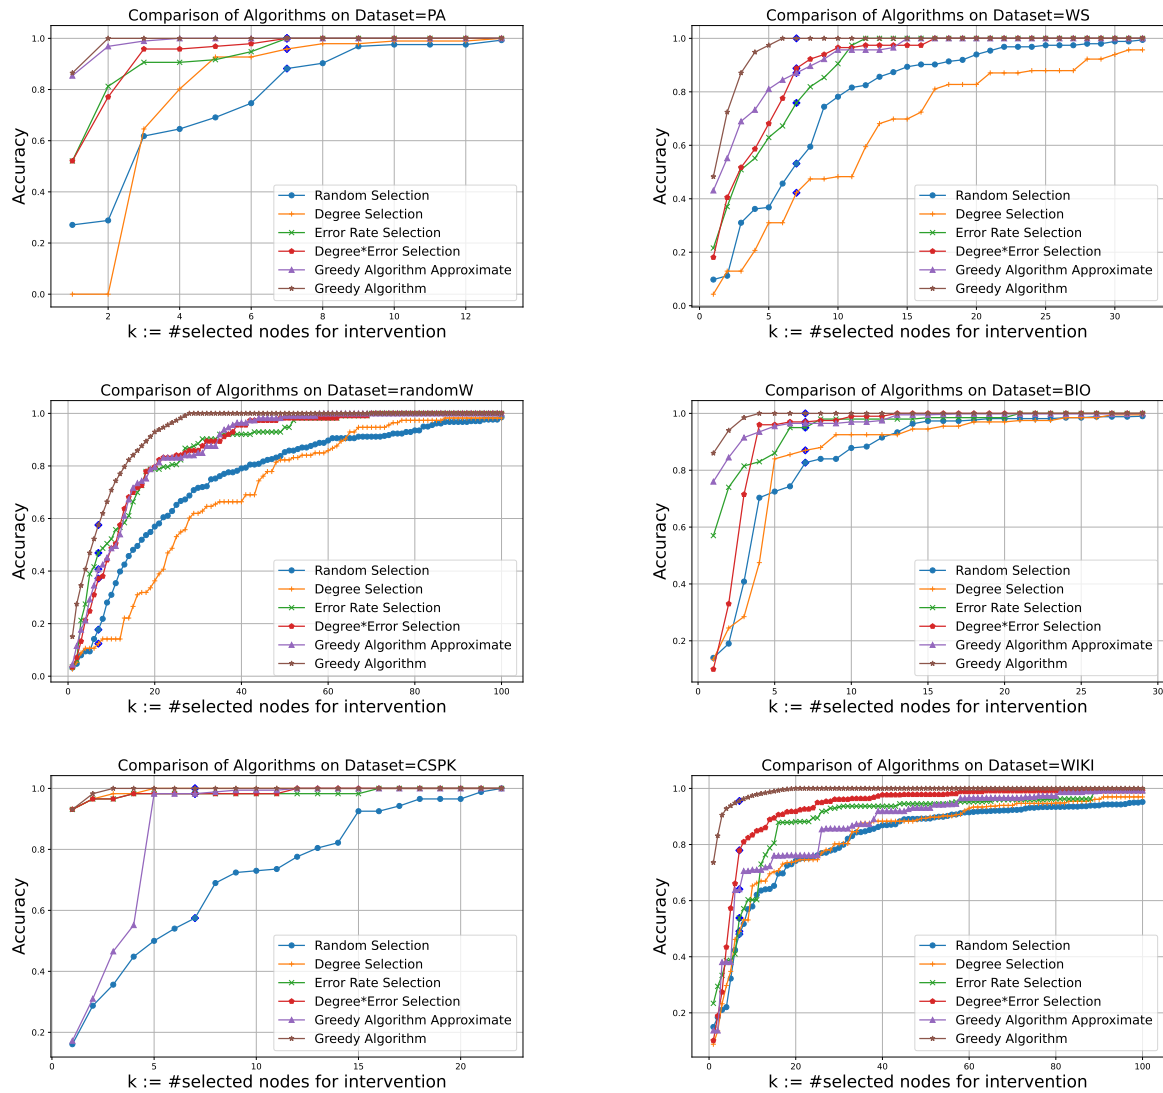 Comparison of Algorithms on Dataset=PA
Accuracy
1.0
0.8
0.6
0.4
0.2
0.0
Random Selection
Degree Selection
Error Rate Selection
Degree*Error Selection
Greedy Algorithm Approximate
Greedy Algorithm
2 4 6 8 10 12
k := #selected nodes for intervention
Comparison of Algorithms on Dataset=WS
Accuracy
1.0
0.8
0.6
0.4
0.2
0.0
Random Selection
Degree Selection
Error Rate Selection
Degree*Error Selection
Greedy Algorithm Approximate
Greedy Algorithm
0 5 10 15 20 25 30
k := #selected nodes for intervention
Comparison of Algorithms on Dataset=randomW
Accuracy
1.0
0.8
0.6
0.4
0.2
0.0
Random Selection
Degree Selection
Error Rate Selection
Degree*Error Selection
Greedy Algorithm Approximate
Greedy Algorithm
0 20 40 60 80 100
k := #selected nodes for intervention
Comparison of Algorithms on Dataset=BIO
Accuracy
1.0
0.8
0.6
0.4
0.2
Random Selection
Degree Selection
Error Rate Selection
Degree*Error Selection
Greedy Algorithm Approximate
Greedy Algorithm
0 5 10 15 20 25 30
k := #selected nodes for intervention
Comparison of Algorithms on Dataset=CSPK
Accuracy
1.0
0.8
0.6
0.4
0.2
Random Selection
Degree Selection
Error Rate Selection
Degree*Error Selection
Greedy Algorithm Approximate
Greedy Algorithm
0 5 10 15 20
k := #selected nodes for intervention
Comparison of Algorithms on Dataset=WIKI
Accuracy
1.0
0.8
0.6
0.4
0.2
Random Selection
Degree Selection
Error Rate Selection
Degree*Error Selection
Greedy Algorithm Approximate
Greedy Algorithm
0 20 40 60 80 100
k := #selected nodes for intervention